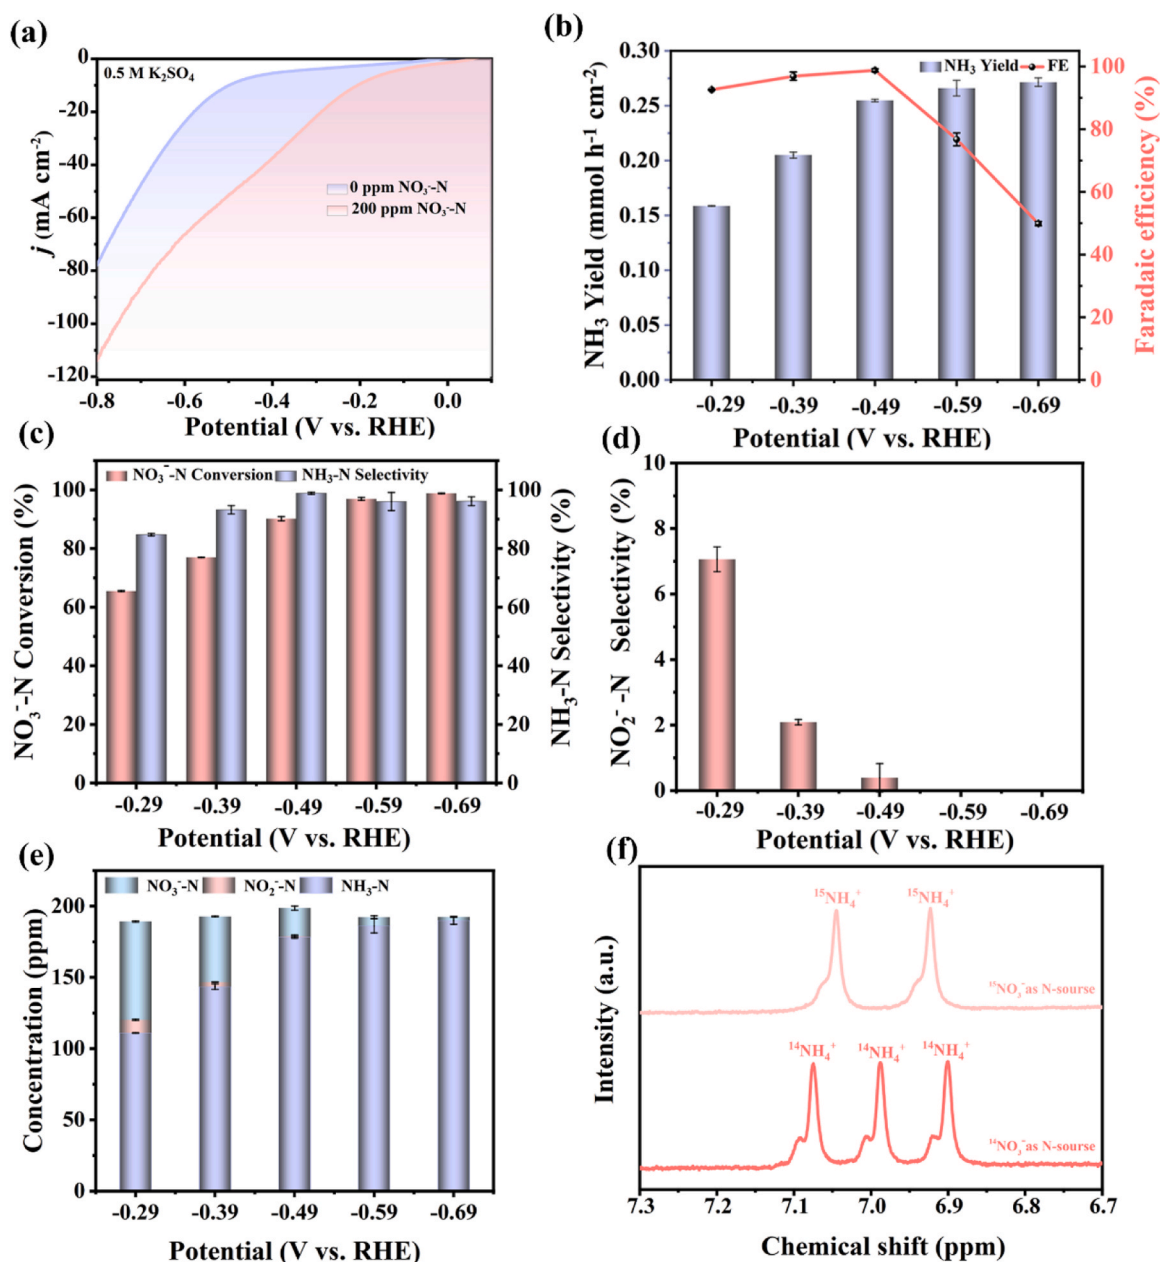 (a)
0.5 M K₂SO₄
0 ppm NO₃⁻-N
200 ppm NO₃⁻-N
0
-20
-40
-60
-80
-100
-120
j (mA cm⁻²)
-0.8 -0.6 -0.4 -0.2 0.0
Potential (V vs. RHE)
(b)
NH₃ Yield FE
0.30
0.25
0.20
0.15
0.10
0.05
0.00
NH₃ Yield (mmol h⁻¹ cm⁻²)
100
80
60
40
20
0
Faradaic efficiency (%)
-0.29 -0.39 -0.49 -0.59 -0.69
Potential (V vs. RHE)
(c)
NO₃⁻-N Conversion NH₃-N Selectivity
100
80
60
40
20
0
NO₃⁻-N Conversion (%)
100
80
60
40
20
0
NH₃-N Selectivity (%)
-0.29 -0.39 -0.49 -0.59 -0.69
Potential (V vs. RHE)
(d)
10
8
6
4
2
0
NO₂⁻-N Selectivity (%)
-0.29 -0.39 -0.49 -0.59 -0.69
Potential (V vs. RHE)
(e)
NO₃⁻-N NO₂⁻-N NH₃-N
200
150
100
50
0
Concentration (ppm)
-0.29 -0.39 -0.49 -0.59 -0.69
Potential (V vs. RHE)
(f)
¹⁵NH₄⁺ ¹⁵NH₄⁺
¹⁵NO₃⁻as N-sourse
¹⁴NH₄⁺ ¹⁴NH₄⁺ ¹⁴NH₄⁺
¹⁴NO₃⁻as N-sourse
Intensity (a.u.)
7.3 7.2 7.1 7.0 6.9 6.8 6.7
Chemical shift (ppm)